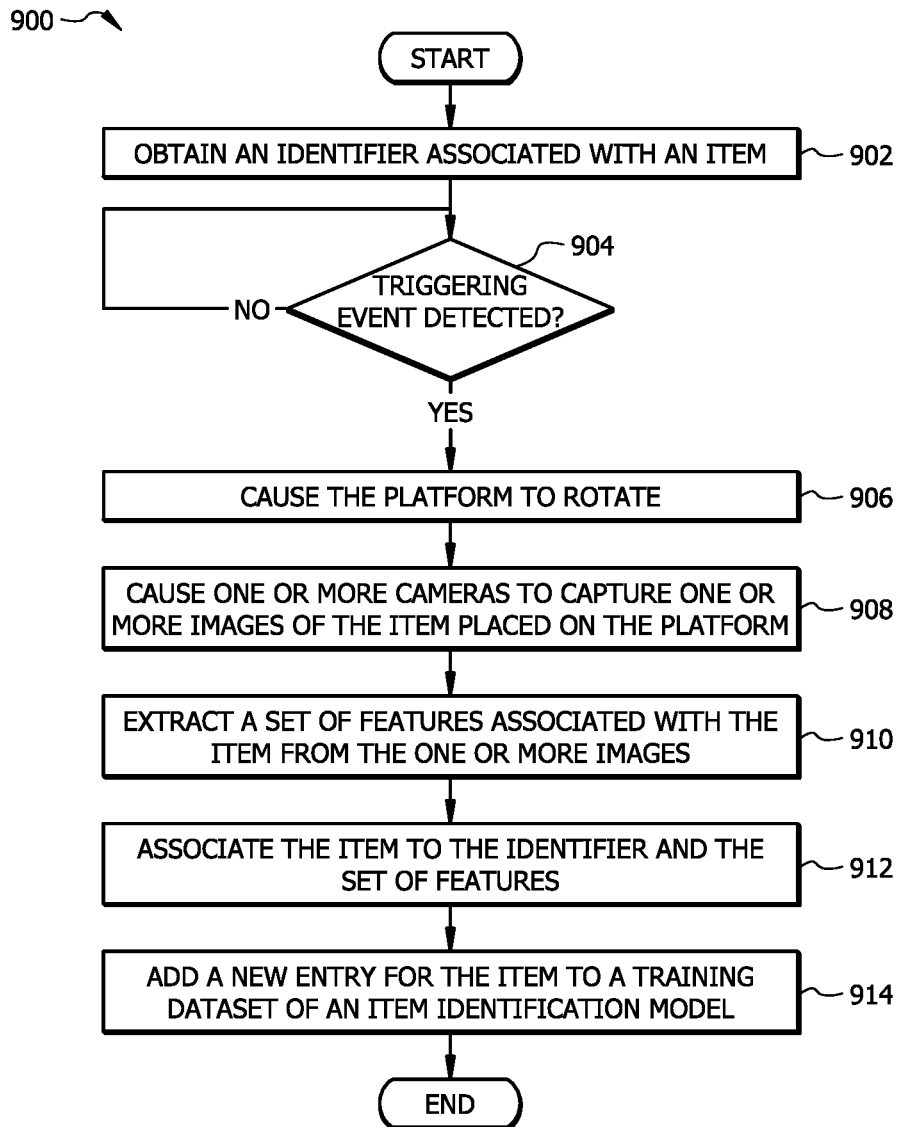 900
START
OBTAIN AN IDENTIFIER ASSOCIATED WITH AN ITEM
902
904
TRIGGERING
EVENT DETECTED?
NO
YES
CAUSE THE PLATFORM TO ROTATE
906
CAUSE ONE OR MORE CAMERAS TO CAPTURE ONE OR
MORE IMAGES OF THE ITEM PLACED ON THE PLATFORM
908
EXTRACT A SET OF FEATURES ASSOCIATED WITH THE
ITEM FROM THE ONE OR MORE IMAGES
910
ASSOCIATE THE ITEM TO THE IDENTIFIER AND THE
SET OF FEATURES
912
ADD A NEW ENTRY FOR THE ITEM TO A TRAINING
DATASET OF AN ITEM IDENTIFICATION MODEL
914
END